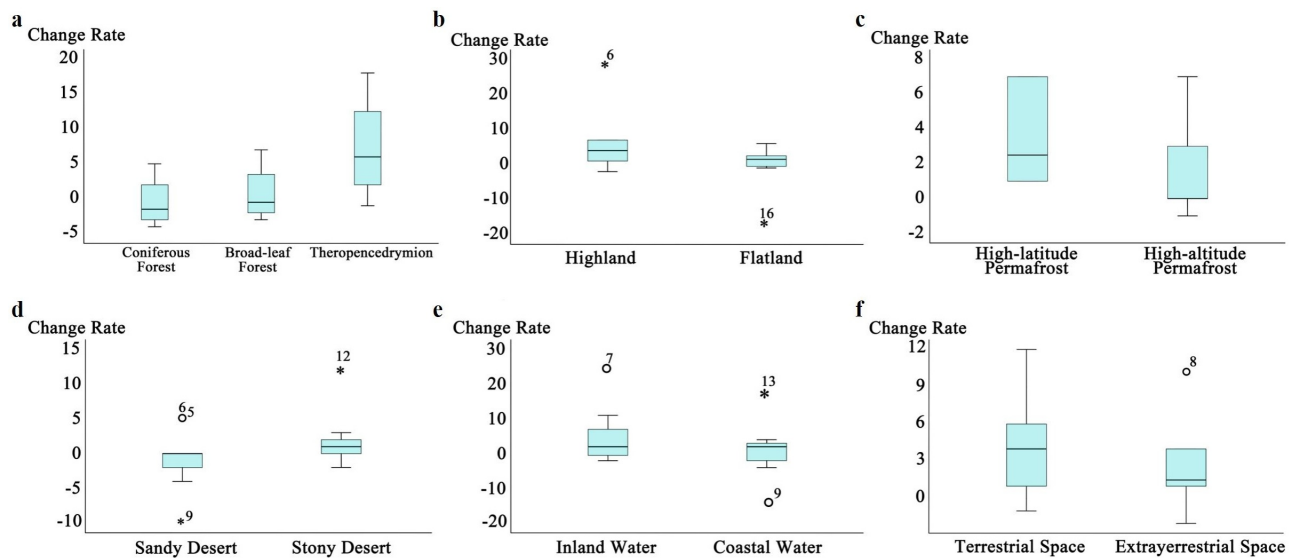 a
Change Rate
20
15
10
5
0
-5
Coniferous
Forest
Broad-leaf
Forest
Theropencedrymion
b
Change Rate
30
20
10
0
-10
-20
*6
16
*
Highland
Flatland
c
Change Rate
8
6
4
2
0
-2
High-latitude
Permafrost
High-altitude
Permafrost
d
Change Rate
15
10
5
0
-5
-10
6 5
*9
12
*
Sandy Desert
Stony Desert
e
Change Rate
30
20
10
0
-10
-20
7
13
*
9
Inland Water
Coastal Water
f
Change Rate
12
9
6
3
0
8
Terrestrial Space
Extrayerrestrial Space